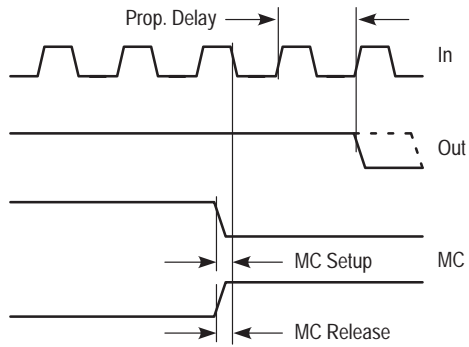 Prop. Delay
In
Out
MC
MC Setup
MC Release